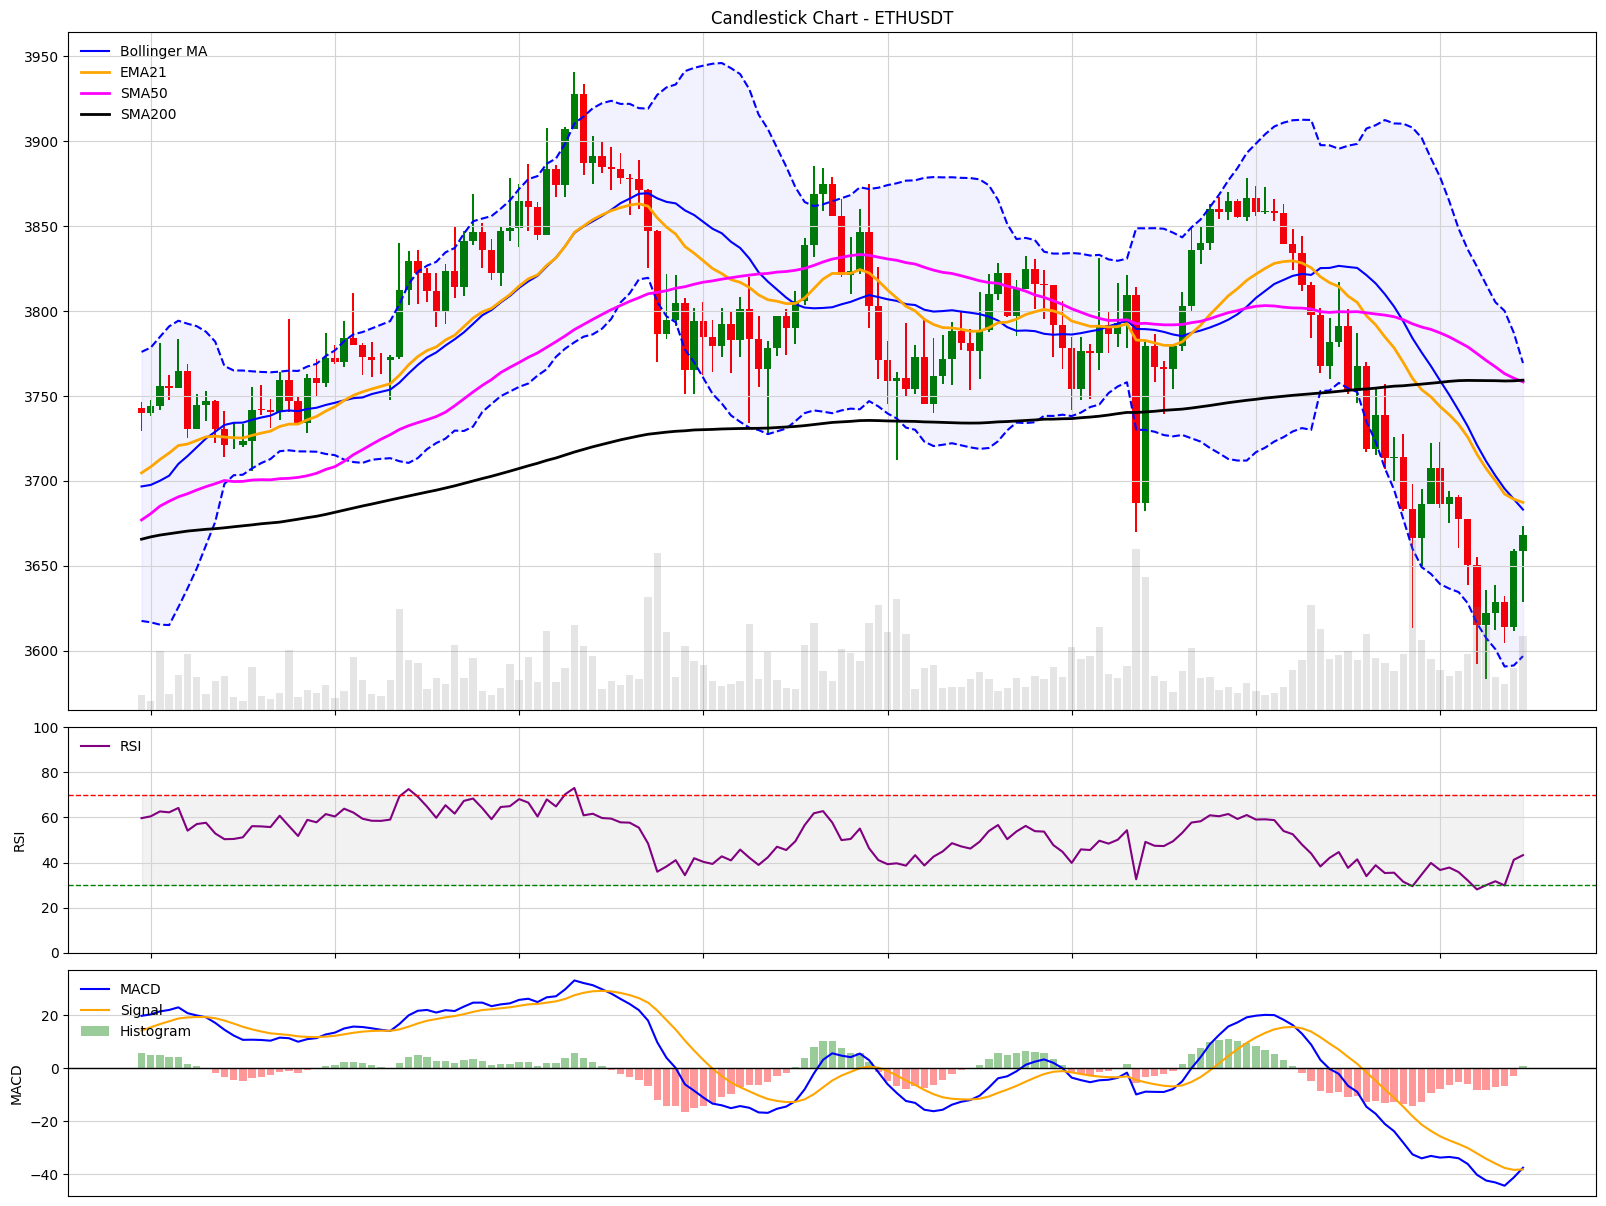 Candlestick Chart - ETHUSDT
Bollinger MA
EMA21
SMA50
SMA200
3950
3900
3850
3800
3750
3700
3650
3600
RSI
RSI
100
80
60
40
20
0
MACD
Signal
Histogram
MACD
20
0
−20
−40